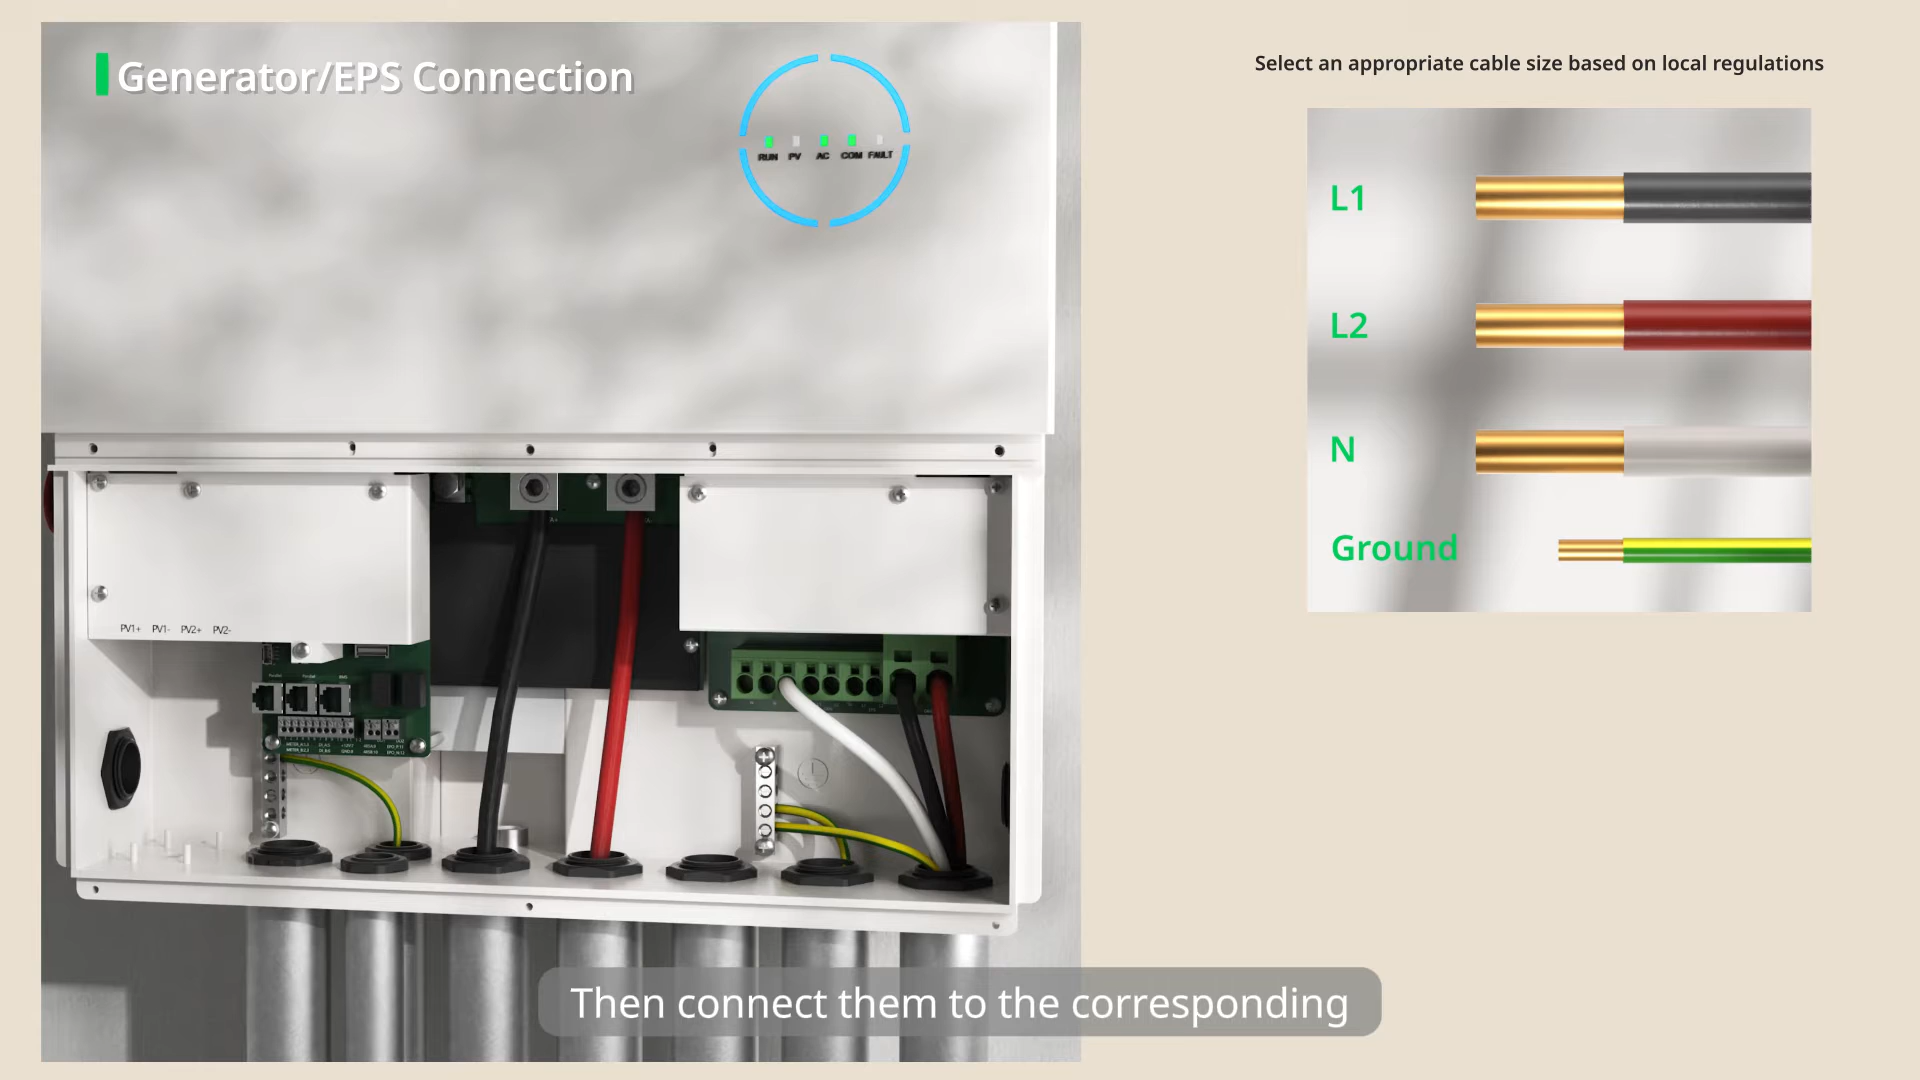 Generator/EPS Connection
RUN PV AC COM FAULT
Select an appropriate cable size based on local regulations
L1
L2
N
Ground
PV1+ PV1- PV2+ PV2-
Then connect them to the corresponding